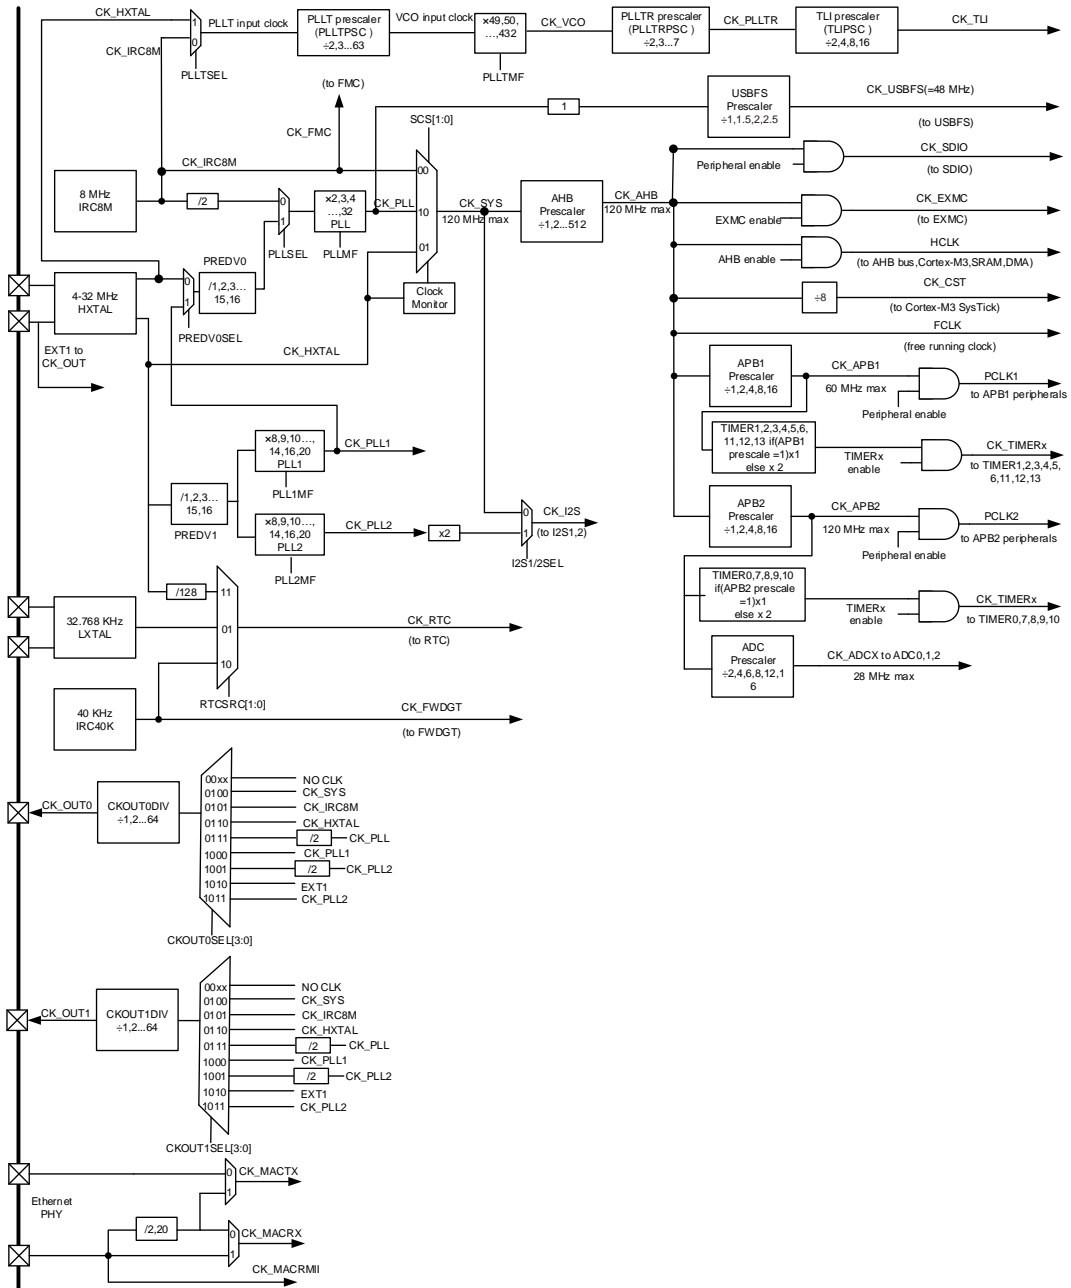 CK_HXTAL
1
0
CK_IRC8M
PLLTSEL
PLLT input clock
PLLT prescaler
(PLLTPSC )
÷2,3...63
VCO input clock
×49,50,
...,432
PLLTMF
CK_VCO
PLLTR prescaler
(PLLTRPSC)
÷2,3...7
CK_PLLTR
TLI prescaler
(TLIPSC )
÷2,4,8,16
CK_TLI
(to FMC)
CK_FMC
1
USBFS
Prescaler
÷1,1.5,2,2.5
CK_USBFS(=48 MHz)
(to USBFS)
SCS[1:0]
CK_IRC8M
8 MHz
IRC8M
/2
0
1
PLLSEL
×2,3,4
...,32
PLL
PLLMF
CK_PLL
00
10
01
CK_SYS
120 MHz max
AHB
Prescaler
÷1,2...512
CK_AHB
120 MHz max
Peripheral enable
CK_SDIO
(to SDIO)
EXMC enable
CK_EXMC
(to EXMC)
AHB enable
HCLK
(to AHB bus,Cortex-M3,SRAM,DMA)
÷8
CK_CST
(to Cortex-M3 SysTick)
FCLK
(free running clock)
4-32 MHz
HXTAL
0
1
PREDV0SEL
PREDV0
/1,2,3...
15,16
Clock
Monitor
EXT1 to
CK_OUT
CK_HXTAL
APB1
Prescaler
÷1,2,4,8,16
CK_APB1
60 MHz max
Peripheral enable
PCLK1
to APB1 peripherals
TIMER1,2,3,4,5,6,
11,12,13 if(APB1
prescale =1)x1
else x 2
TIMERx
enable
CK_TIMERx
to TIMER1,2,3,4,5,
6,11,12,13
/1,2,3...
15,16
PREDV1
×8,9,10...,
14,16,20
PLL1
PLL1MF
CK_PLL1
×8,9,10...,
14,16,20
PLL2
PLL2MF
CK_PLL2
x2
0
1
I2S1/2SEL
CK_I2S
(to I2S1,2)
APB2
Prescaler
÷1,2,4,8,16
CK_APB2
120 MHz max
Peripheral enable
PCLK2
to APB2 peripherals
TIMER0,7,8,9,10
if(APB2 prescale
=1)x1
else x 2
TIMERx
enable
CK_TIMERx
to TIMER0,7,8,9,10
ADC
Prescaler
÷2,4,6,8,12,1
6
CK_ADCX to ADC0,1,2
28 MHz max
/128
11
01
10
RTCSRC[1:0]
32.768 KHz
LXTAL
CK_RTC
(to RTC)
40 KHz
IRC40K
CK_FWDGT
(to FWDGT)
CK_OUT0
CKOUT0DIV
÷1,2...64
00xx
NO CLK
0100
CK_SYS
0101
CK_IRC8M
0110
CK_HXTAL
0111
/2
CK_PLL
1000
CK_PLL1
1001
/2
CK_PLL2
1010
EXT1
1011
CK_PLL2
CKOUT0SEL[3:0]
CK_OUT1
CKOUT1DIV
÷1,2...64
00xx
NO CLK
0100
CK_SYS
0101
CK_IRC8M
0110
CK_HXTAL
0111
/2
CK_PLL
1000
CK_PLL1
1001
/2
CK_PLL2
1010
EXT1
1011
CK_PLL2
CKOUT1SEL[3:0]
Ethernet
PHY
0
1
CK_MACTX
/2,20
0
1
CK_MACRX
CK_MACRMII